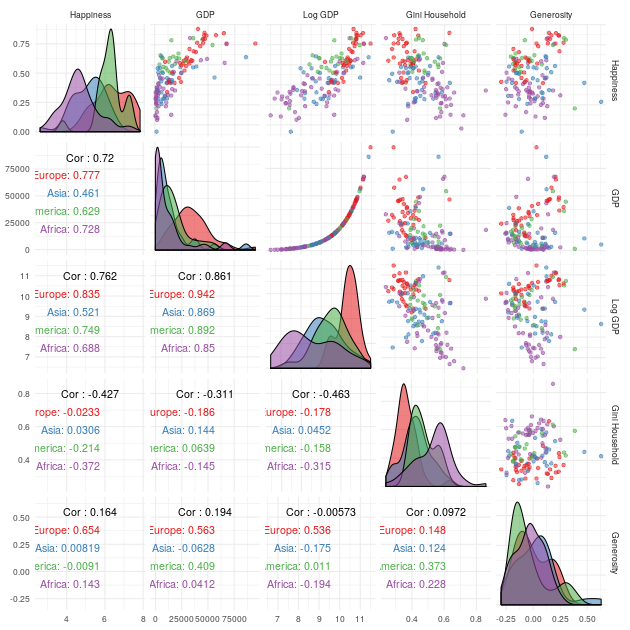 Happiness GDP Log GDP Gini Household Generosity
0.75
0.50
0.25
0.00
Happiness
Cor : 0.72
Europe: 0.777
Asia: 0.461
merica: 0.629
Africa: 0.728
75000
50000
25000
0
GDP
Cor : 0.762 Cor : 0.861
Europe: 0.835 Europe: 0.942
Asia: 0.521 Asia: 0.869
merica: 0.749 merica: 0.892
Africa: 0.688 Africa: 0.85
11
10
9
8
7
Log GDP
Cor : -0.427 Cor : -0.311 Cor : -0.463
rope: -0.0233 urope: -0.186 urope: -0.178
Asia: 0.0306 Asia: 0.144 Asia: 0.0452
nerica: -0.214 erica: 0.0639 nerica: -0.158
Africa: -0.372 Africa: -0.145 Africa: -0.315
0.8
0.6
0.4
Gini Household
Cor : 0.164 Cor : 0.194 Cor : -0.00573 Cor : 0.0972
Europe: 0.654 Europe: 0.563 Europe: 0.536 Europe: 0.148
Asia: 0.00819 Asia: -0.0628 Asia: -0.175 Asia: 0.124
erica: -0.0091 merica: 0.409 merica: 0.011 merica: 0.373
Africa: 0.143 Africa: 0.0412 Africa: -0.194 Africa: 0.228
0.50
0.25
0.00
-0.25
Generosity
4 6 8 0 25000 50000 75000 7 8 9 10 11 0.4 0.6 0.8 -0.25 0.00 0.25 0.50